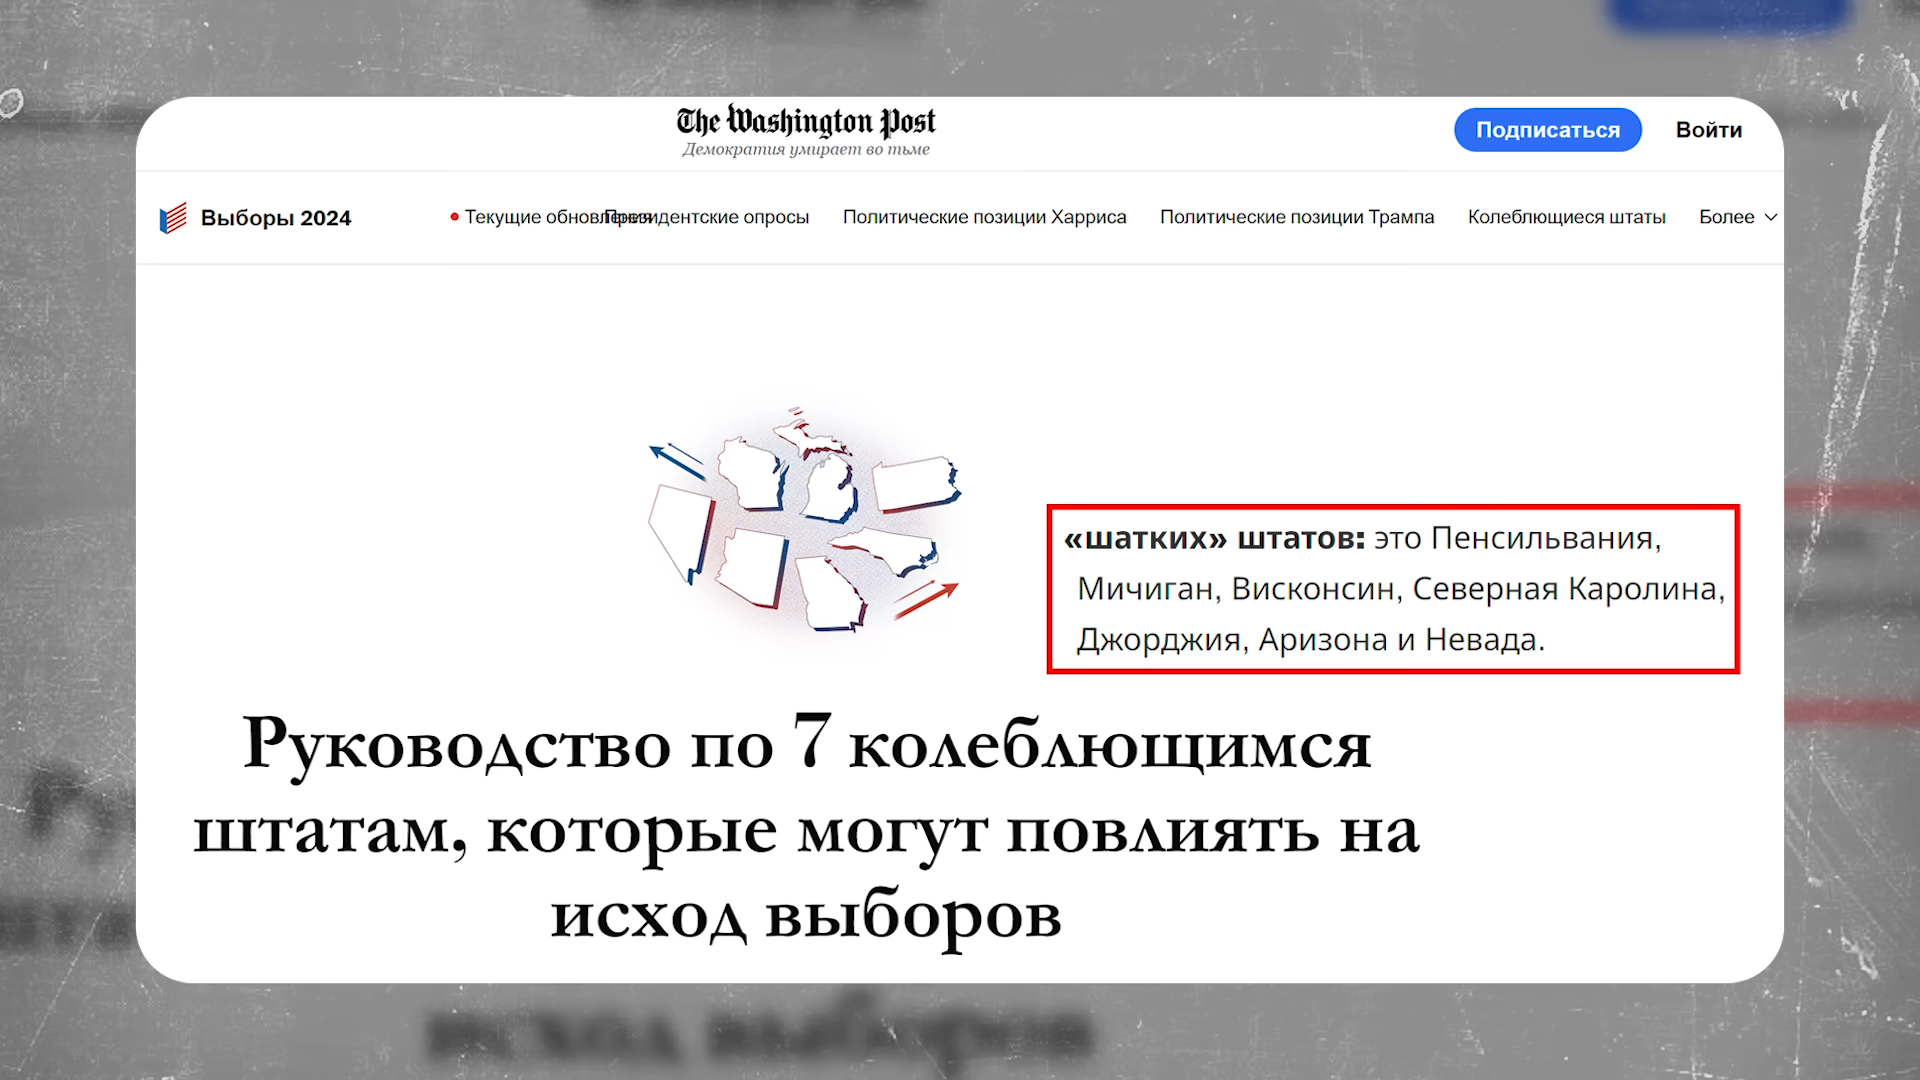 The Washington Post
Демократия умирает во тьме
Подписаться
Войти
Выборы 2024
Текущие обновления
Президентские опросы
Политические позиции Харриса
Политические позиции Трампа
Колеблющиеся штаты
Более
«шатких» штатов: это Пенсильвания,
Мичиган, Висконсин, Северная Каролина,
Джорджия, Аризона и Невада.
Руководство по 7 колеблющимся
штатам, которые могут повлиять на
исход выборов
исход выборов